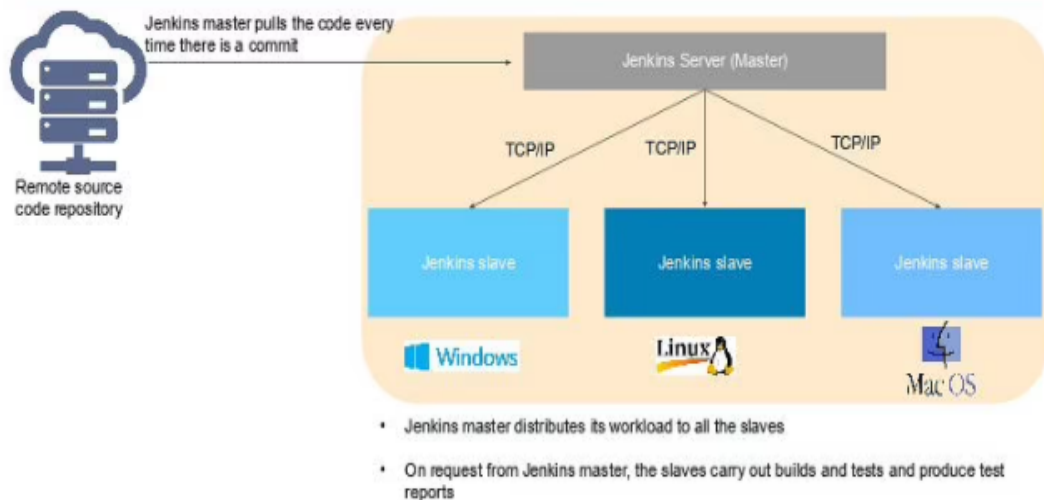 Jenkins master pulls the code every
time there is a commit
Jenkins Server (Master)
TCP/IP
TCP/IP
TCP/IP
Remote source
code repository
Jenkins slave
Jenkins slave
Jenkins slave
Windows
Linux
Mac OS
• Jenkins master distributes its workload to all the slaves
• On request from Jenkins master, the slaves carry out builds and tests and produce test
reports